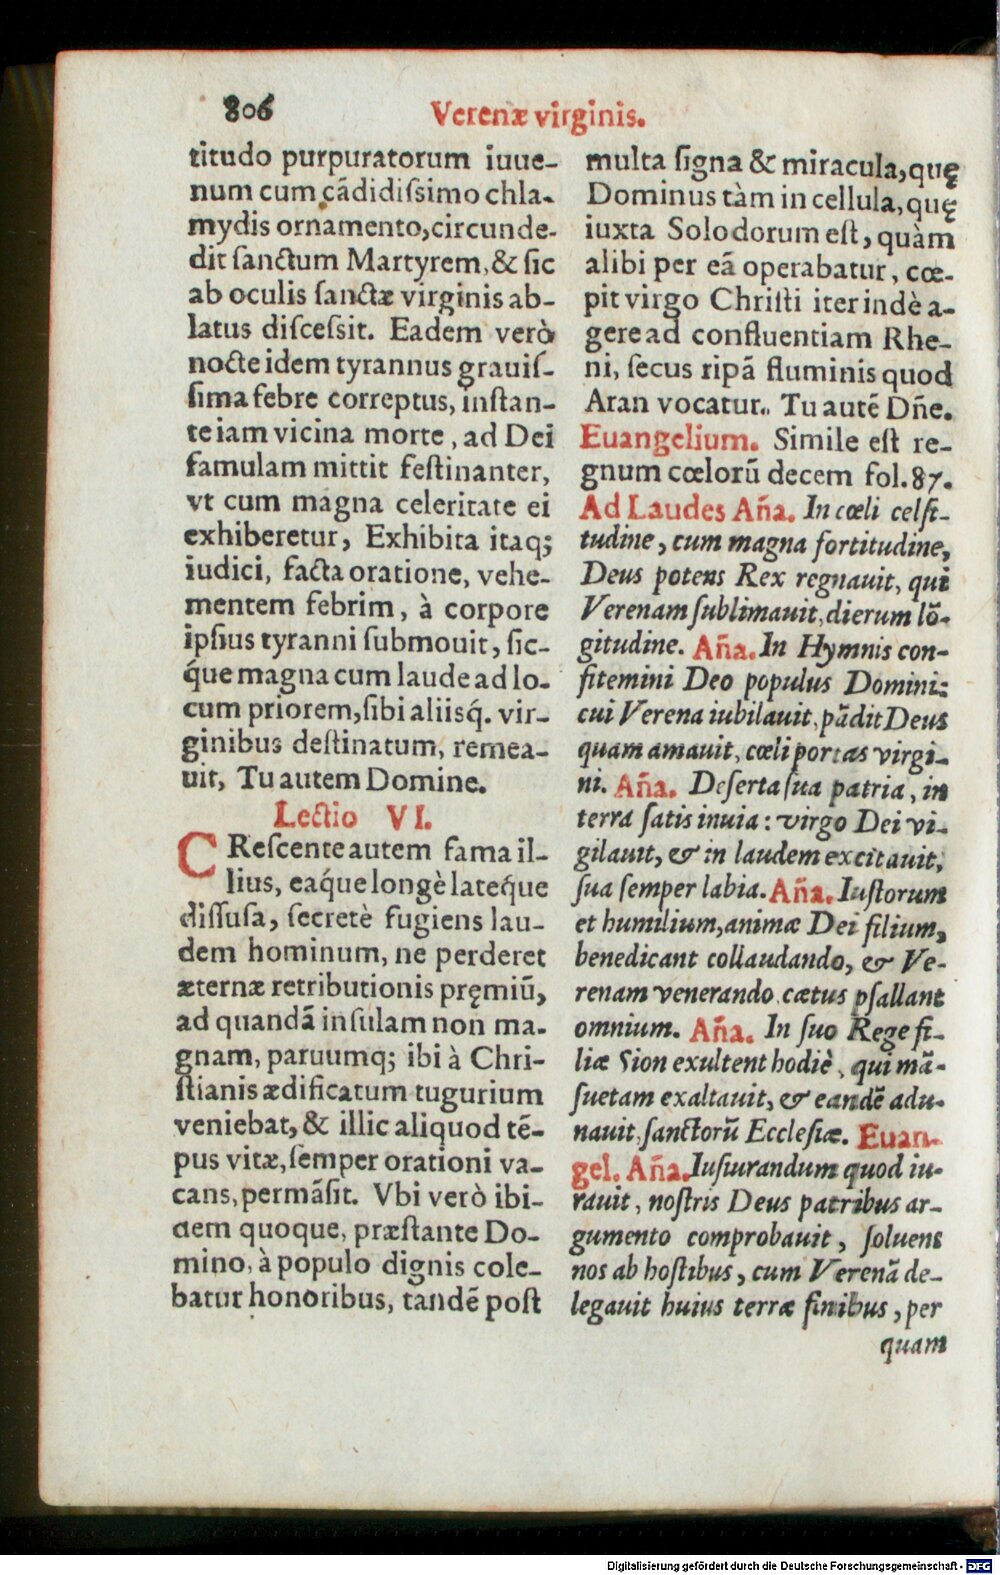 806
Verenæ virginis.
titudo purpuratorum iuue-
num cum cãdidiſsimo chla-
mydis ornamento, circunde-
dit ſanctum Martyrem, & ſic
ab oculis ſanctæ virginis ab-
latus diſceſsit. Eadem verò
nocte idem tyrannus grauiſ-
ſima febre correptus, inſtan-
te iam vicina morte, ad Dei
famulam mittit feſtinanter,
vt cum magna celeritate ei
exhiberetur, Exhibita itaq;
iudici, facta oratione, vehe-
mentem febrim, à corpore
ipſius tyranni ſubmouit, ſic-
q́ue magna cum laude ad lo-
cum priorem, ſibi aliisq́. vir-
ginibus deſtinatum, remea-
uit, Tu autem Domine.
Lectio VI.
CReſcente autem fama il-
lius, eaq́ue longè lateq́ue
diffuſa, ſecretè fugiens lau-
dem hominum, ne perderet
æternæ retributionis pręmiũ,
ad quandã inſulam non ma-
gnam, paruumq; ibi à Chri-
ſtianis ædificatum tugurium
veniebat, & illic aliquod tẽ-
pus vitæ, ſemper orationi va-
cans, permãſit. Vbi verò ibi-
dem quoque, præſtante Do-
mino, à populo dignis cole-
batur honoribus, tandẽ poſt
multa ſigna & miracula, quę
Dominus tàm in cellula, quę
iuxta Solodorum eſt, quàm
alibi per eã operabatur, cœ-
pit virgo Chriſti iter indè a-
gere ad confluentiam Rhe-
ni, ſecus ripã fluminis quod
Aran vocatur. Tu autẽ Dñe.
Euangelium. Simile eſt re-
gnum cœlorũ decem fol. 87.
Ad Laudes Aña. In cœli celſi-
tudine, cum magna fortitudine,
Deus potens Rex regnauit, qui
Verenam ſublimauit, dierum lõ-
gitudine. Aña. In Hymnis con-
fitemini Deo populus Domini:
cui Verena iubilauit, pãdit Deus
quam amauit, cœli portas virgi-
ni. Aña. Deſerta ſua patria, in
terra ſatis inuia: virgo Dei vi-
gilauit, & in laudem excitauit,
ſua ſemper labia. Aña. Iuſtorum
et humilium, animæ Dei filium,
benedicant collaudando, & Ve-
renam venerando cætus pſallant
omnium. Aña. In ſuo Rege fi-
liæ Sion exultent hodiè, qui mã-
ſuetam exaltauit, & eandẽ adu-
nauit, ſanctorũ Eccleſiæ. Euan-
gel. Aña. Iuſiurandum quod iu-
rauit, noſtris Deus patribus ar-
gumento comprobauit, ſoluens
nos ab hoſtibus, cum Verenã de-
legauit huius terræ finibus, per
quam
Digitalisierung gefördert durch die Deutsche Forschungsgemeinschaft - DFG